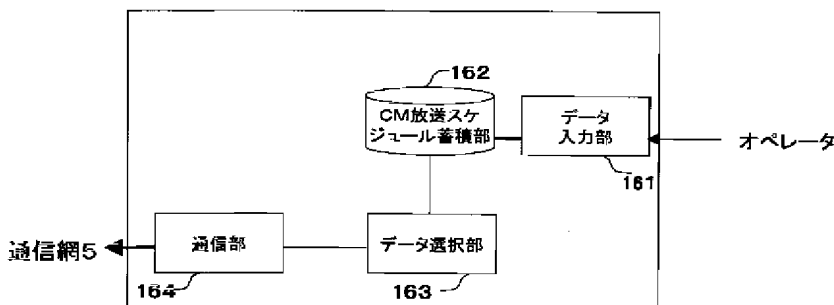 162
CM放送スケ
ジュール蓄積部
データ
入力部
オペレータ
161
通信網5
通信部
データ選択部
164
163